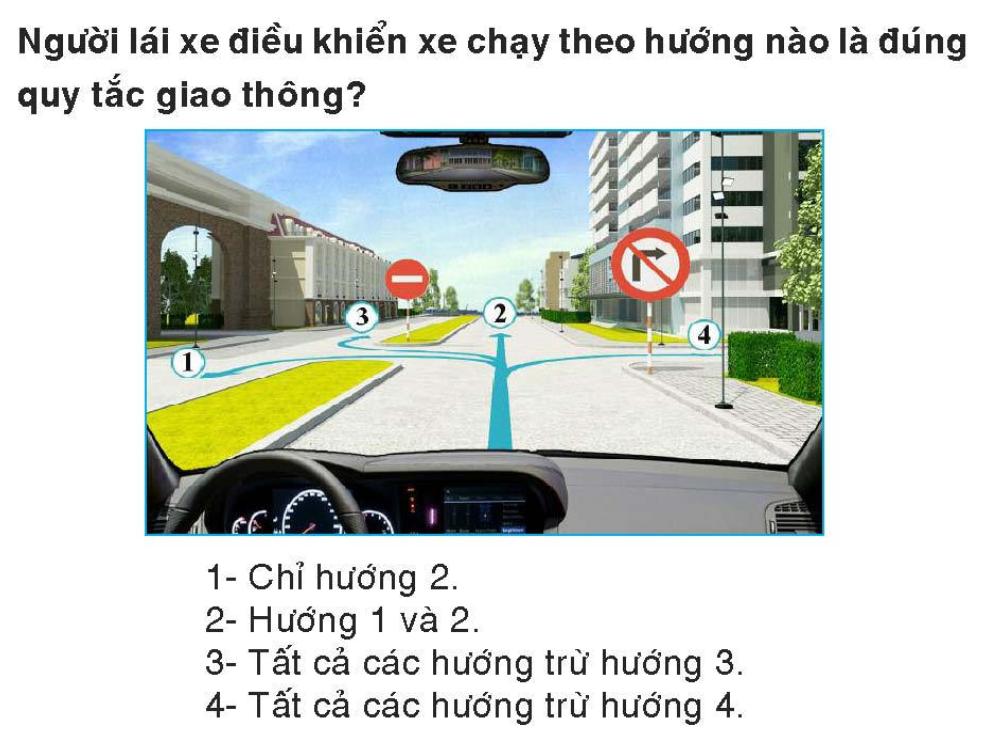 Người lái xe điều khiển xe chạy theo hướng nào là đúng
quy tắc giao thông?
3
2
4
1
1- Chỉ hướng 2.
2- Hướng 1 và 2.
3- Tất cả các hướng trừ hướng 3.
4- Tất cả các hướng trừ hướng 4.